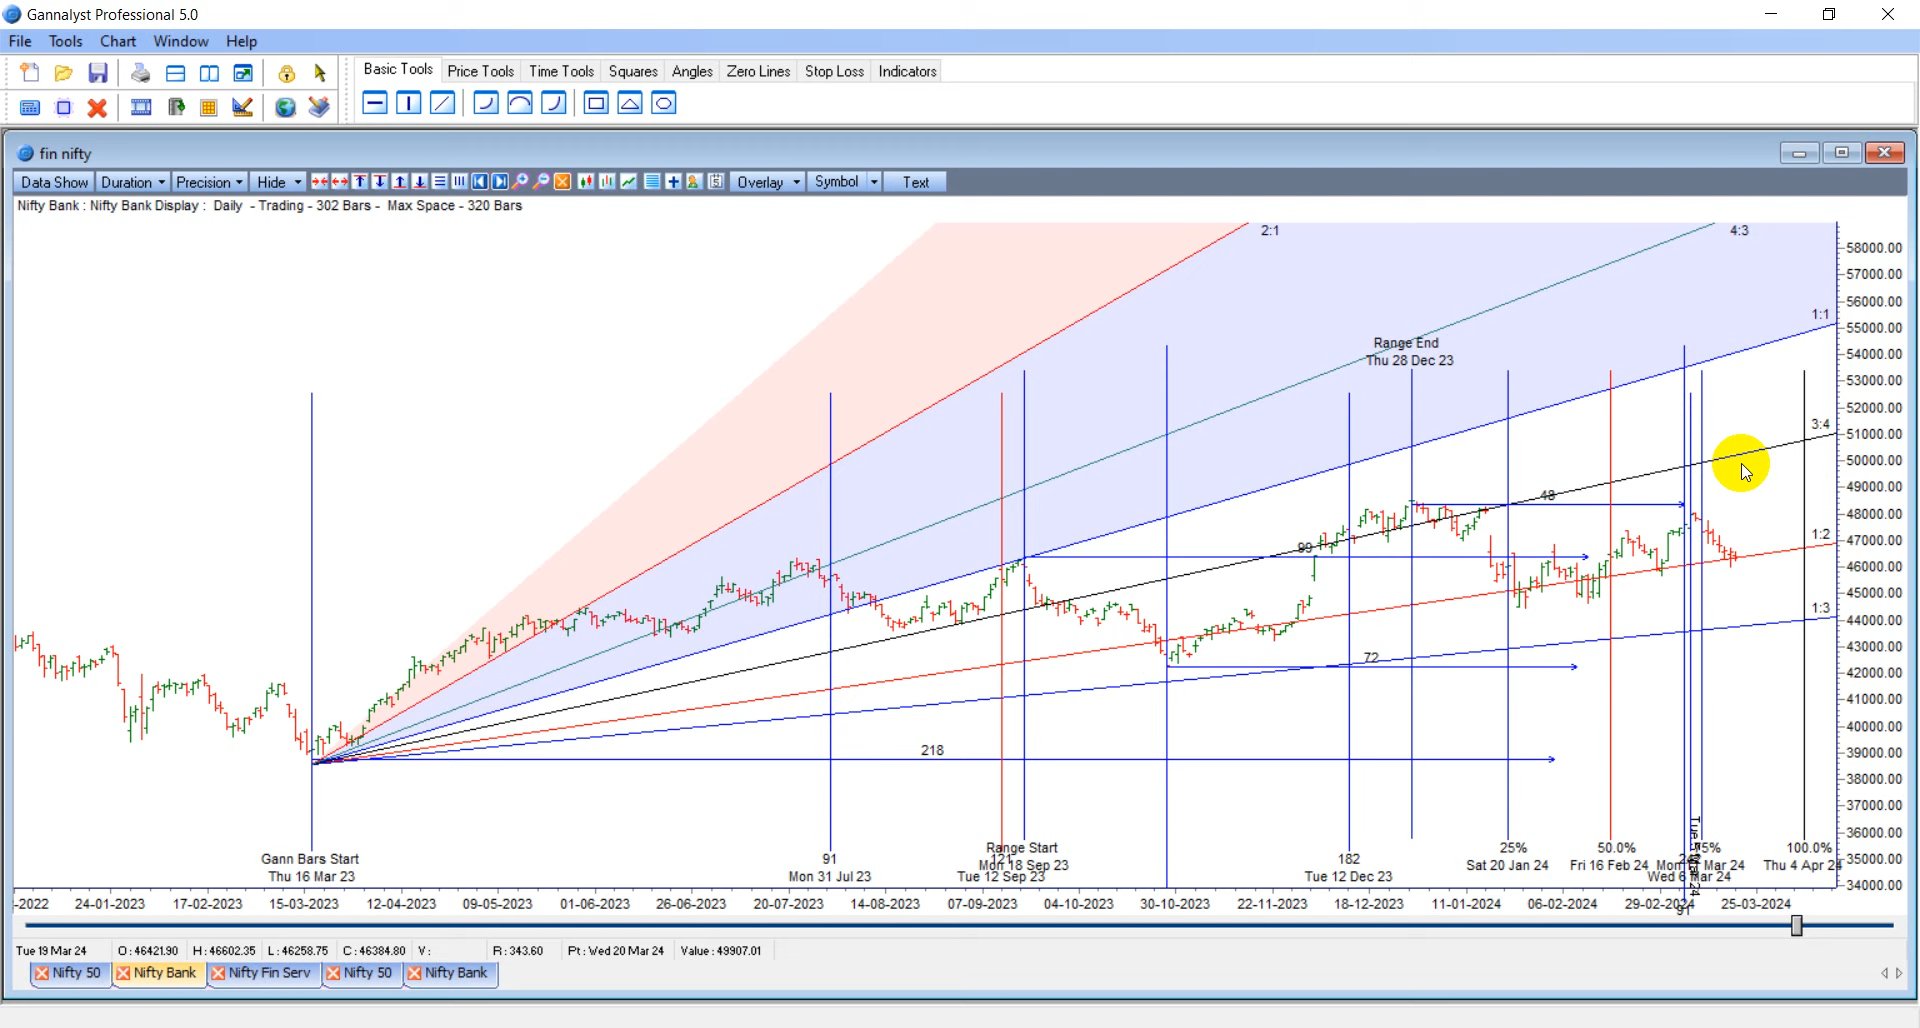 Gannalyst Professional 5.0
File Tools Chart Window Help
Basic Tools Price Tools Time Tools Squares Angles Zero Lines Stop Loss Indicators
fin nifty
Data Show Duration Precision Hide Overlay Symbol Text
Nifty Bank : Nifty Bank Display : Daily - Trading - 302 Bars - Max Space - 320 Bars
2:1
4:3
58000.00
57000.00
56000.00
1:1
55000.00
Range End
Thu 28 Dec 23
54000.00
53000.00
52000.00
3:4
51000.00
50000.00
49000.00
48
48000.00
1:2
47000.00
99
46000.00
45000.00
1:3
44000.00
43000.00
72
42000.00
41000.00
40000.00
218
39000.00
38000.00
37000.00
36000.00
35000.00
34000.00
Gann Bars Start
Thu 16 Mar 23
91
Mon 31 Jul 23
Range Start
121
Mon 18 Sep 23
Tue 12 Sep 23
182
Tue 12 Dec 23
25%
Sat 20 Jan 24
50.0%
Fri 16 Feb 24
Wed 6 Mar 24
100.0%
Thu 4 Apr 24
91
-2022 24-01-2023 17-02-2023 15-03-2023 12-04-2023 09-05-2023 01-06-2023 26-06-2023 20-07-2023 14-08-2023 07-09-2023 04-10-2023 30-10-2023 22-11-2023 18-12-2023 11-01-2024 06-02-2024 29-02-2024 25-03-2024
Tue 19 Mar 24 O: 46421.90 H: 46602.35 L: 46258.75 C: 46384.80 V: R: 343.60 Pt: Wed 20 Mar 24 Value: 49907.01
Nifty 50 Nifty Bank Nifty Fin Serv Nifty 50 Nifty Bank